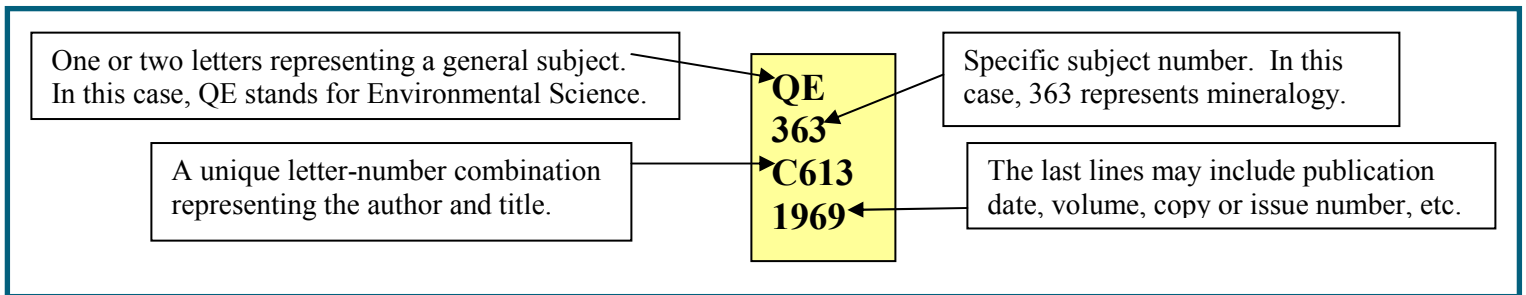 One or two letters representing a general subject.
In this case, QE stands for Environmental Science.
QE
363
C613
1969
Specific subject number. In this
case, 363 represents mineralogy.
A unique letter-number combination
representing the author and title.
The last lines may include publication
date, volume, copy or issue number, etc.